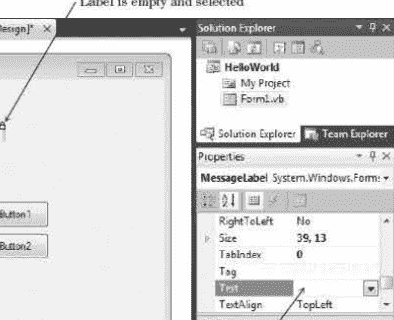 Label is empty and selected
Design]*
Solution Explorer
HelloWorld
My Project
Form1.vb
Solution Explorer
Team Explorer
Properties
MessageLabel System.Windows.Form:
Button1
Button2
RightToLeft No
Size 39, 13
TabIndex 0
Tag
Text
TextAlign TopLeft